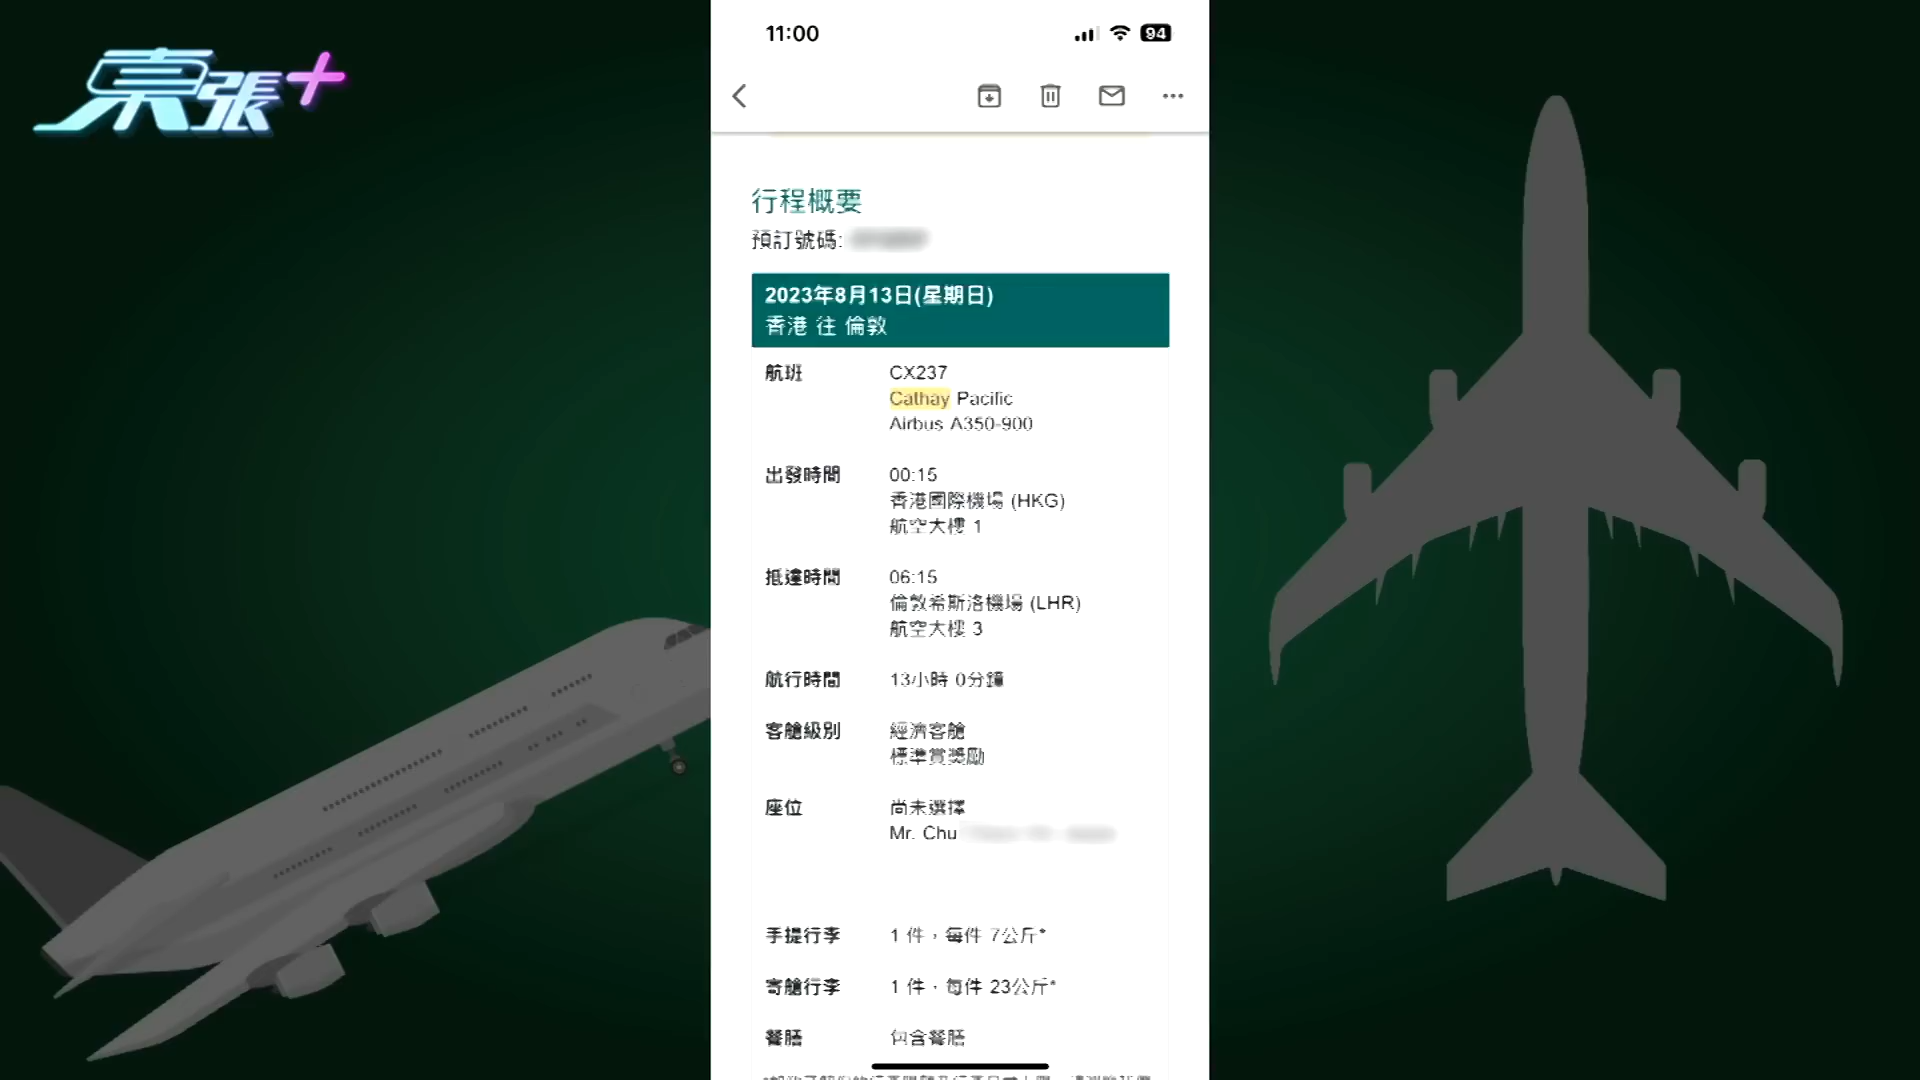 東張+
11:00
94
行程概要
預訂號碼:
2023年8月13日(星期日)
香港 往 倫敦
航班
CX237
Cathay Pacific
Airbus A350-900
出發時間
00:15
香港國際機場 (HKG)
航空大樓 1
抵達時間
06:15
倫敦希斯洛機場 (LHR)
航空大樓 3
航行時間
13小時 0分鐘
客艙級別
經濟客艙
標準賞獎勵
座位
尚未選擇
Mr. Chu
手提行李
1 件，每件 7公斤*
寄艙行李
1 件，每件 23公斤*
餐膳
包含餐膳